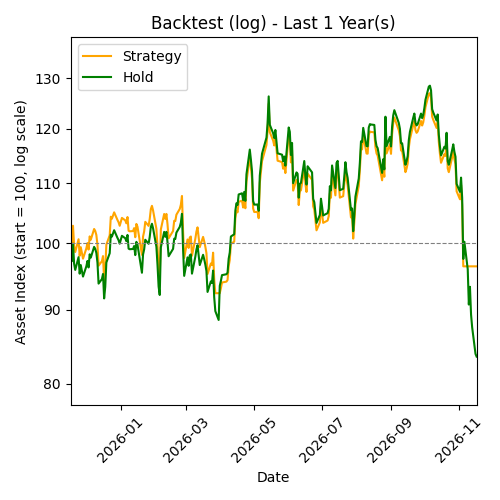 Backtest (log) - Last 1 Year(s)
Strategy
Hold
130
120
110
100
90
80
Asset Index (start = 100, log scale)
2026-01
2026-03
2026-05
2026-07
2026-09
2026-11
Date